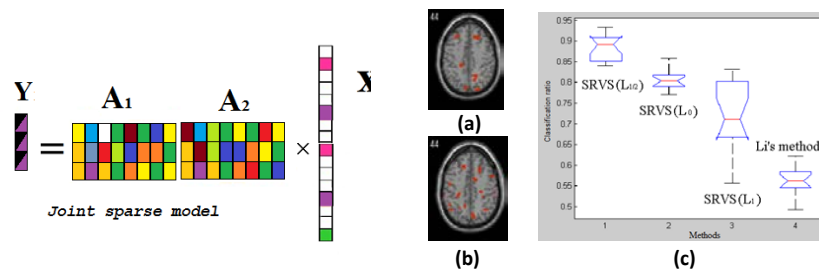 Y
A1
A2
X
=
×
Joint sparse model
44
(a)
44
(b)
Classification ratio
0.95
0.9
0.85
0.8
0.75
0.7
0.65
0.6
0.55
0.5
SRVS(L1/2)
SRVS(L0)
SRVS(L1)
Li's method
1
2
3
4
Methods
(c)